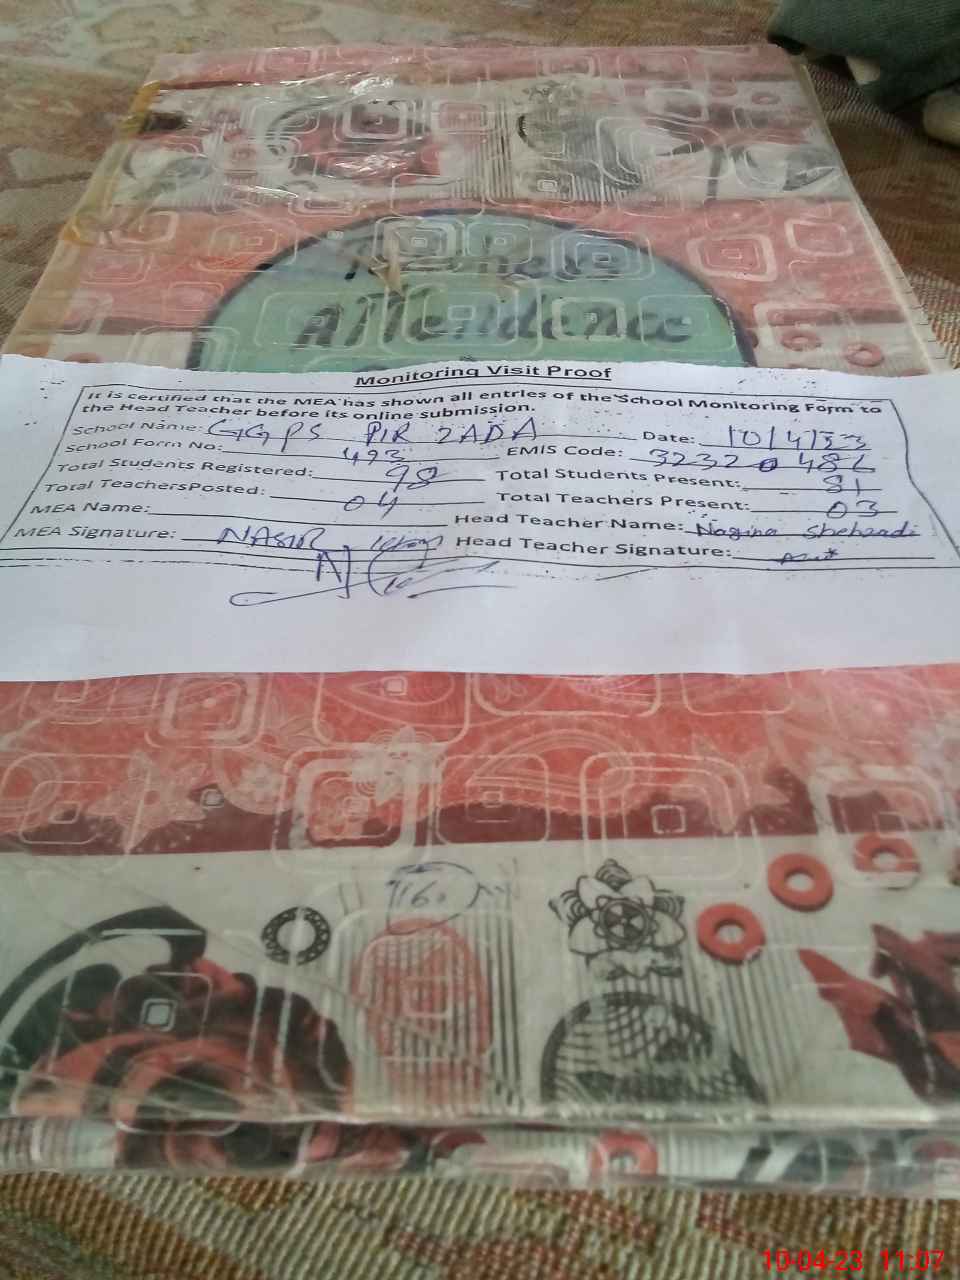 Teachers
Attendance
Monitoring Visit Proof
It is certified that the MEA has shown all entries of the School Monitoring Form to
the Head Teacher before its online submission.
School Name: GGPS PIR ZADA Date: 10/4/23
School Form No: 493 EMIS Code: 32320486
Total Students Registered: 98 Total Students Present: 81
Total TeachersPosted: 04 Total Teachers Present: 03
MEA Name: Head Teacher Name: Nagina Shehzadi
MEA Signature: NASIR Head Teacher Signature:
160
10-04-23 11:07